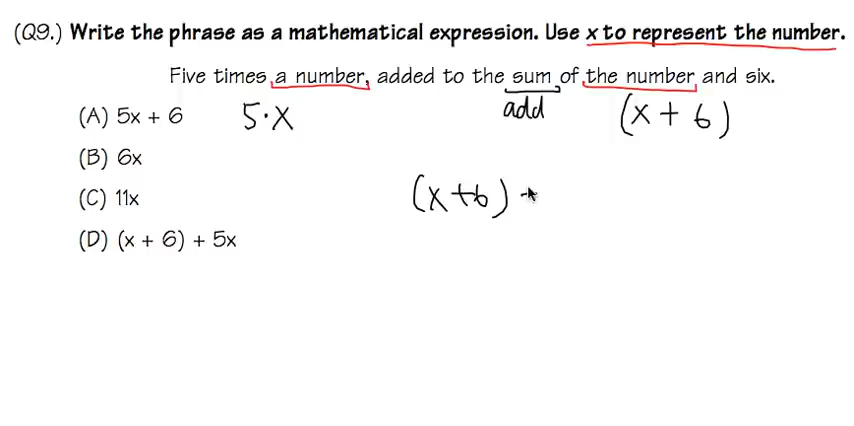 (Q9.) Write the phrase as a mathematical expression. Use x to represent the number.
Five times a number, added to the sum of the number and six.
(A) 5x + 6 5·X add (x + 6)
(B) 6x
(C) 11x (x+6)
(D) (x + 6) + 5x